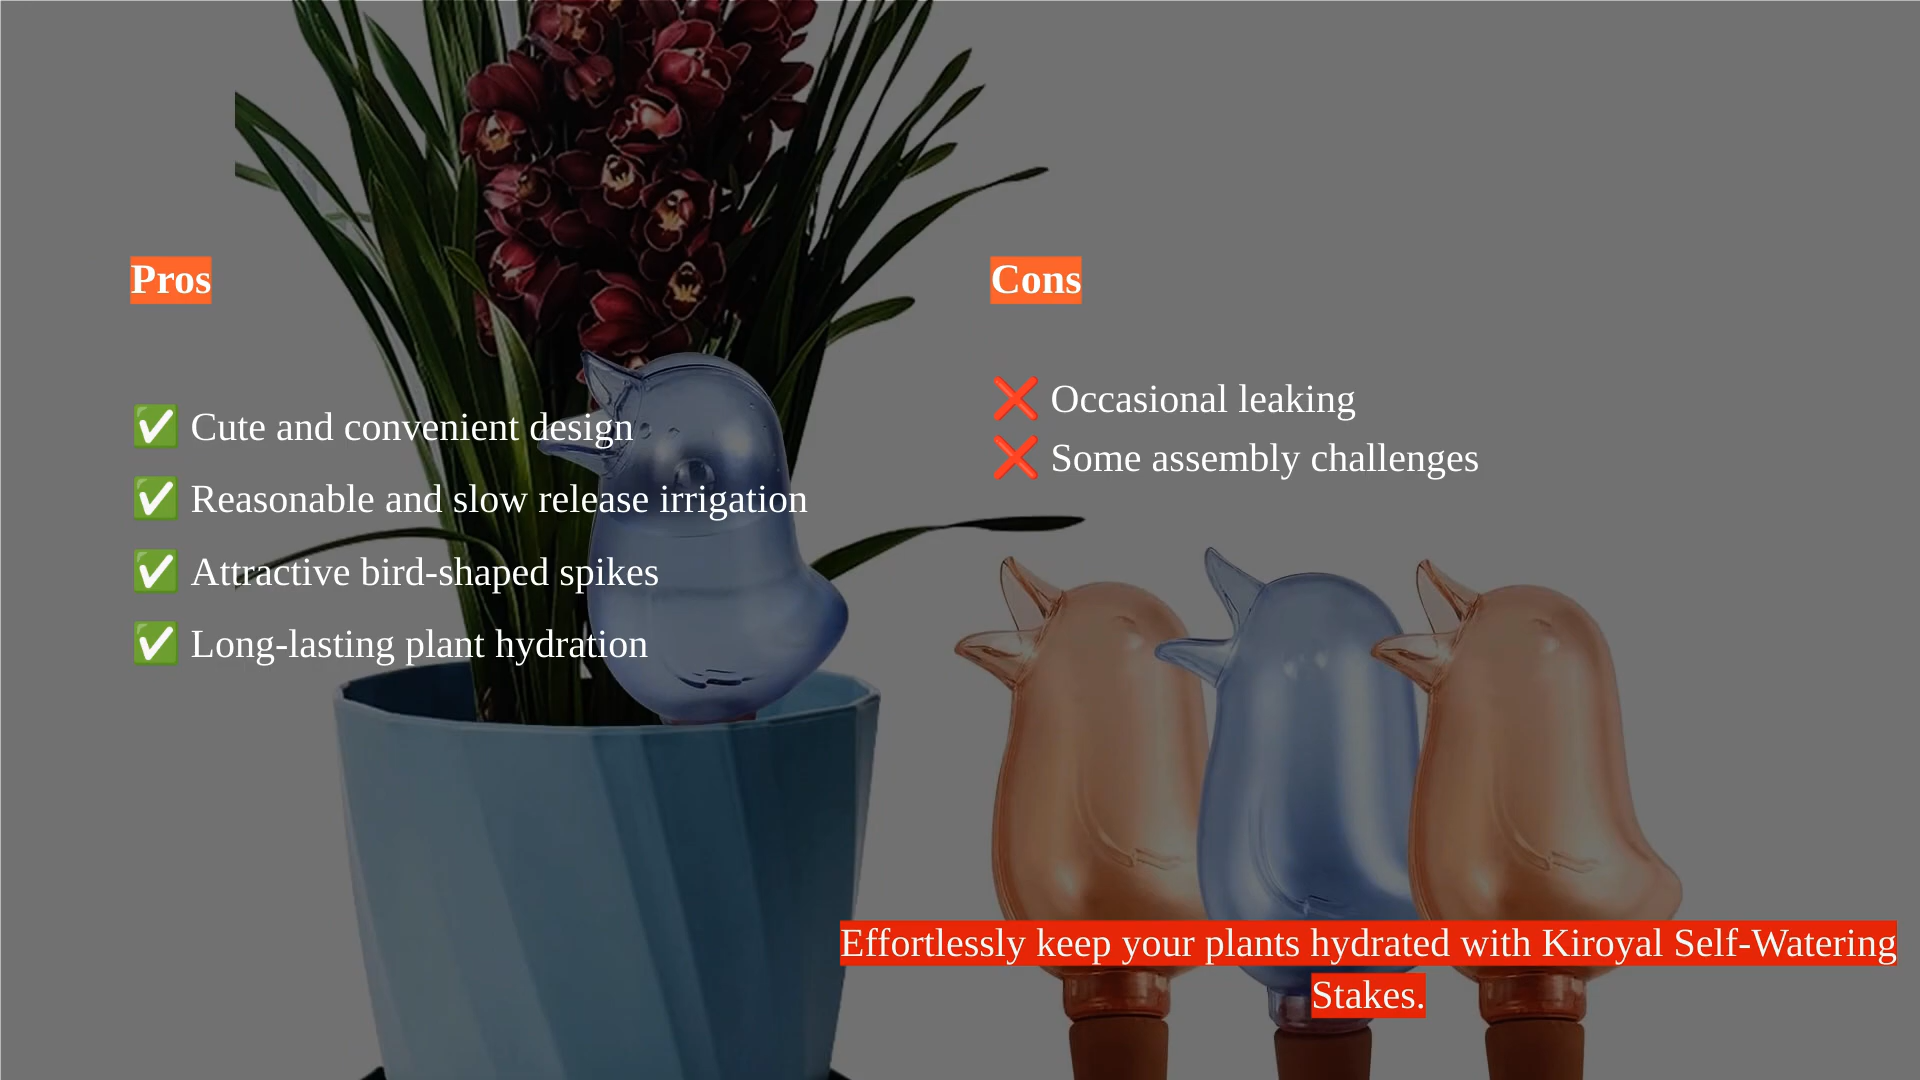 Pros
✅ Cute and convenient design
✅ Reasonable and slow release irrigation
✅ Attractive bird-shaped spikes
✅ Long-lasting plant hydration
Cons
❌ Occasional leaking
❌ Some assembly challenges
Effortlessly keep your plants hydrated with Kiroyal Self-Watering
Stakes.